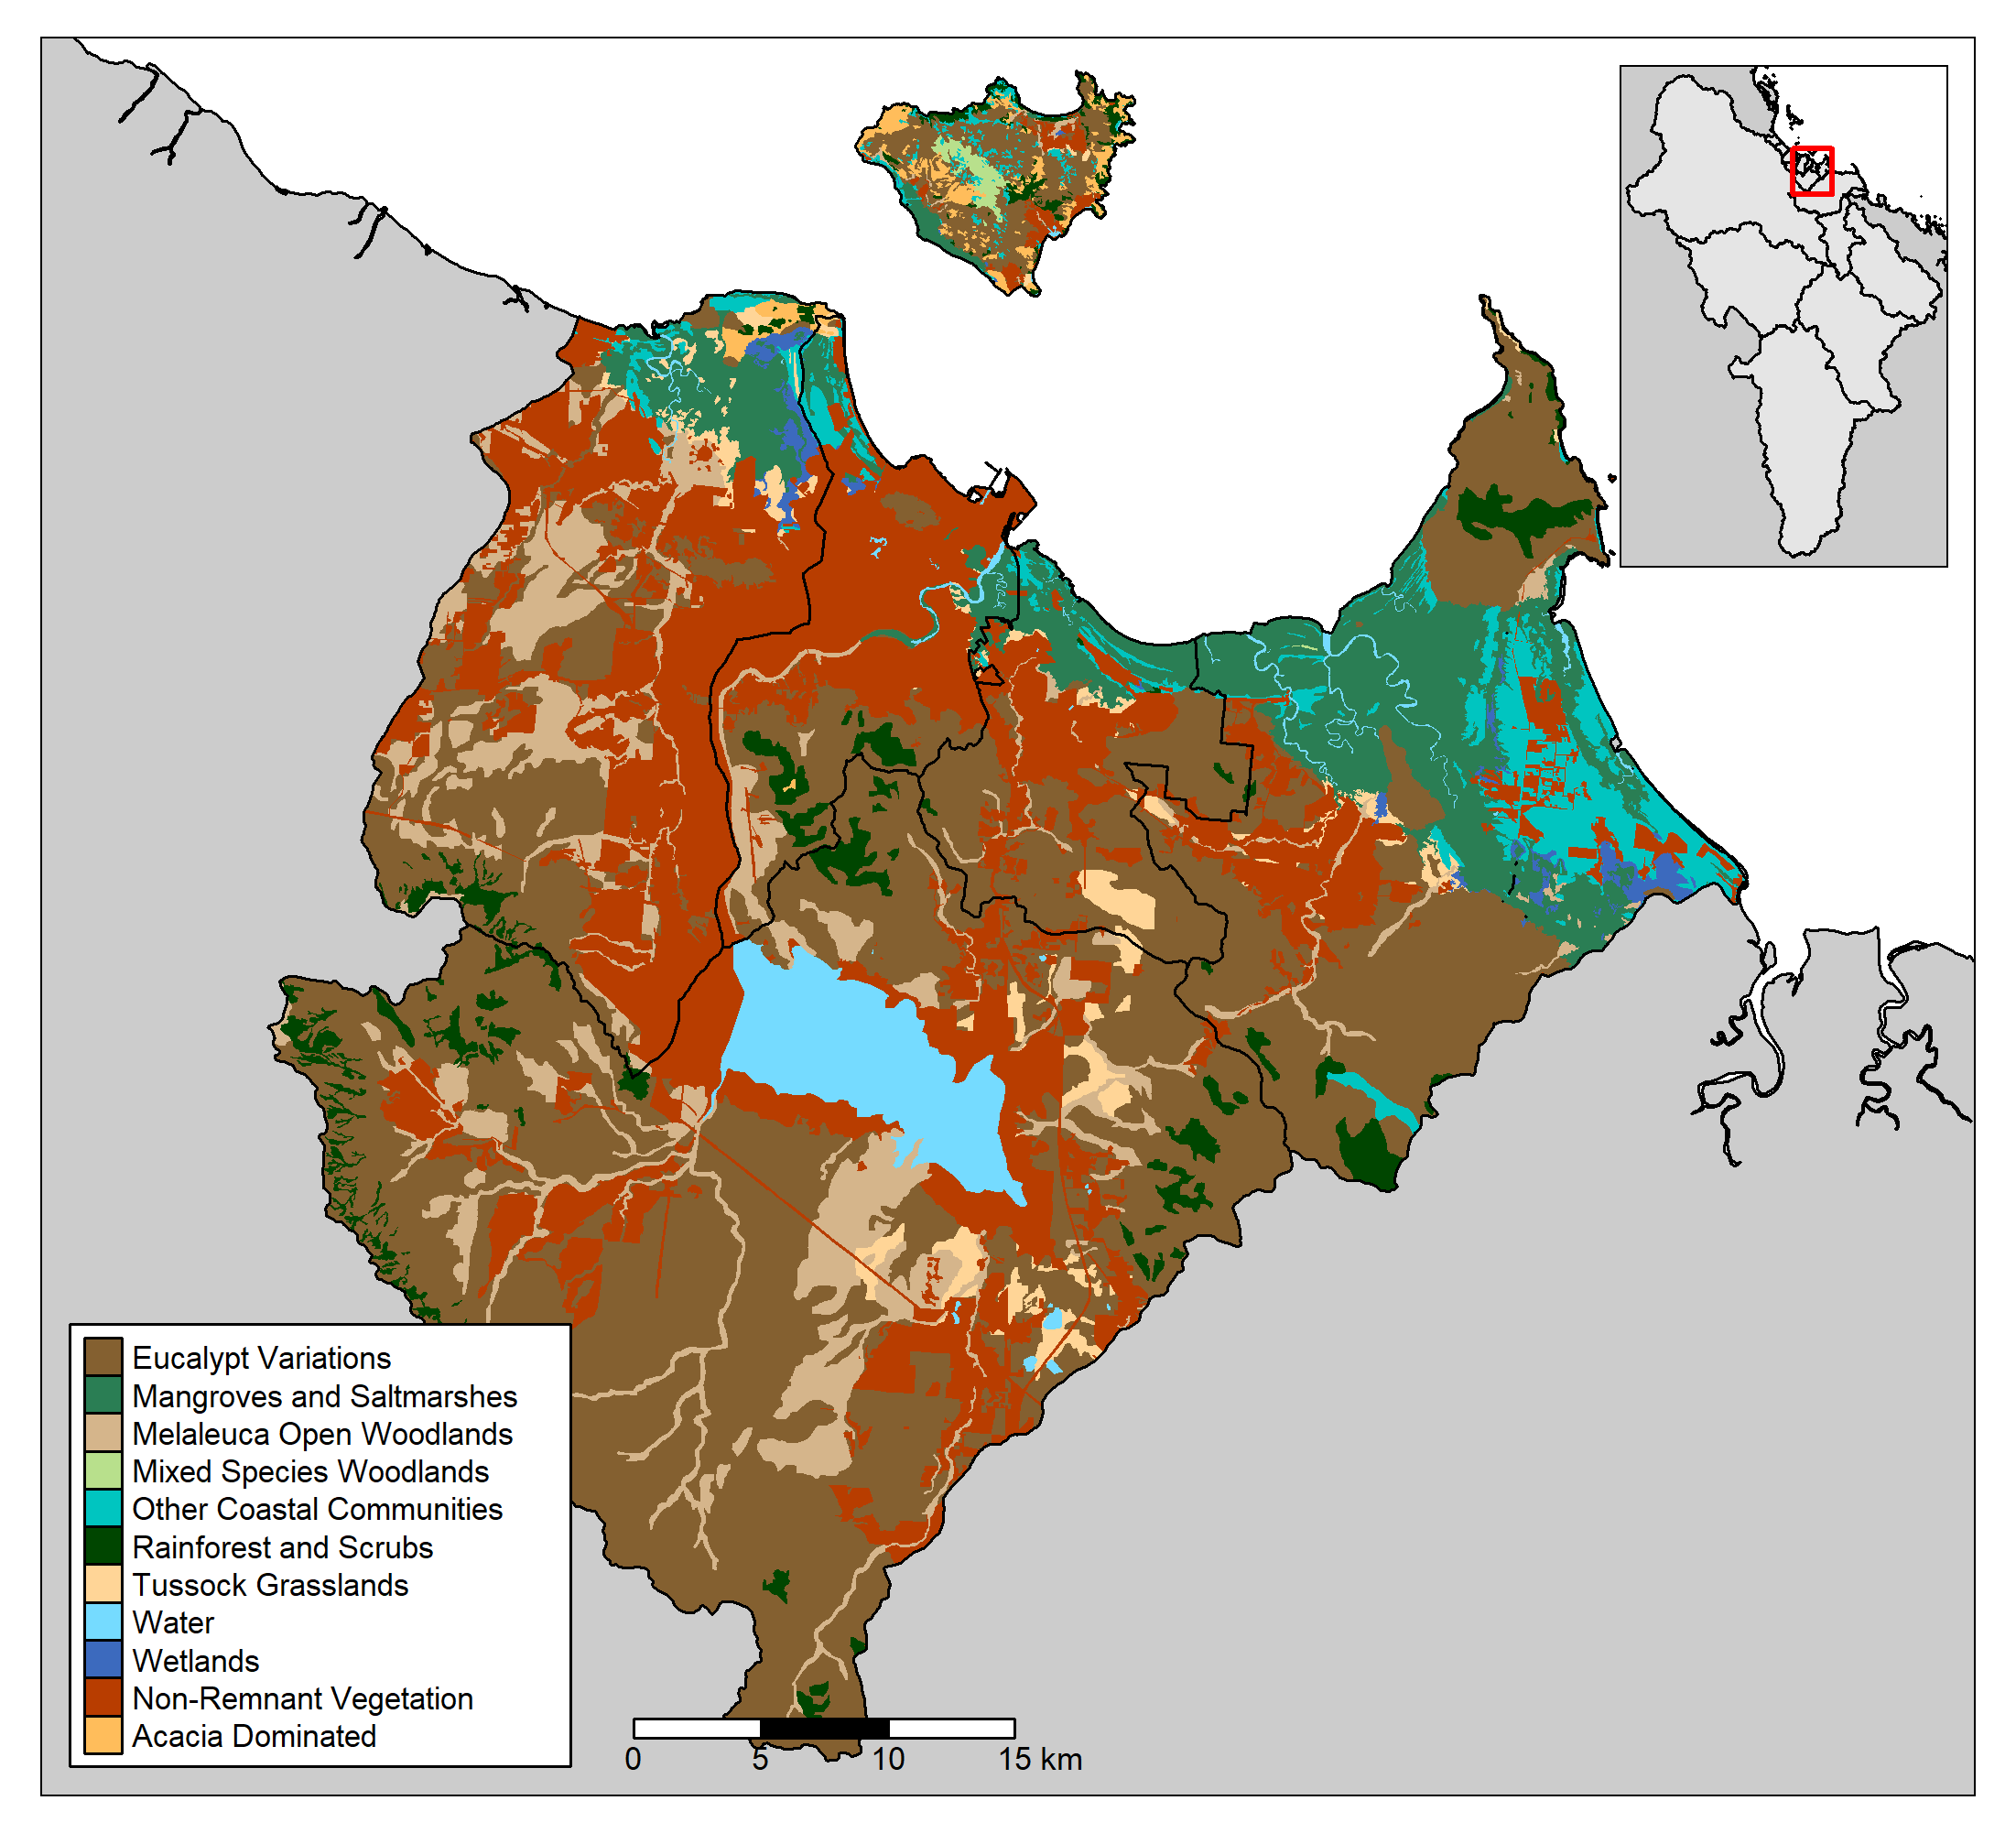 Eucalypt Variations
Mangroves and Saltmarshes
Melaleuca Open Woodlands
Mixed Species Woodlands
Other Coastal Communities
Rainforest and Scrubs
Tussock Grasslands
Water
Wetlands
Non-Remnant Vegetation
Acacia Dominated
0 5 10 15 km